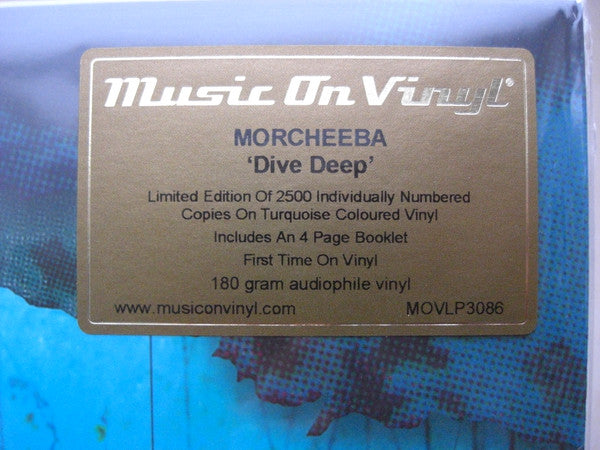 Music On Vinyl®
MORCHEEBA
'Dive Deep'
Limited Edition Of 2500 Individually Numbered
Copies On Turquoise Coloured Vinyl
Includes An 4 Page Booklet
First Time On Vinyl
180 gram audiophile vinyl
www.musiconvinyl.com MOVLP3086